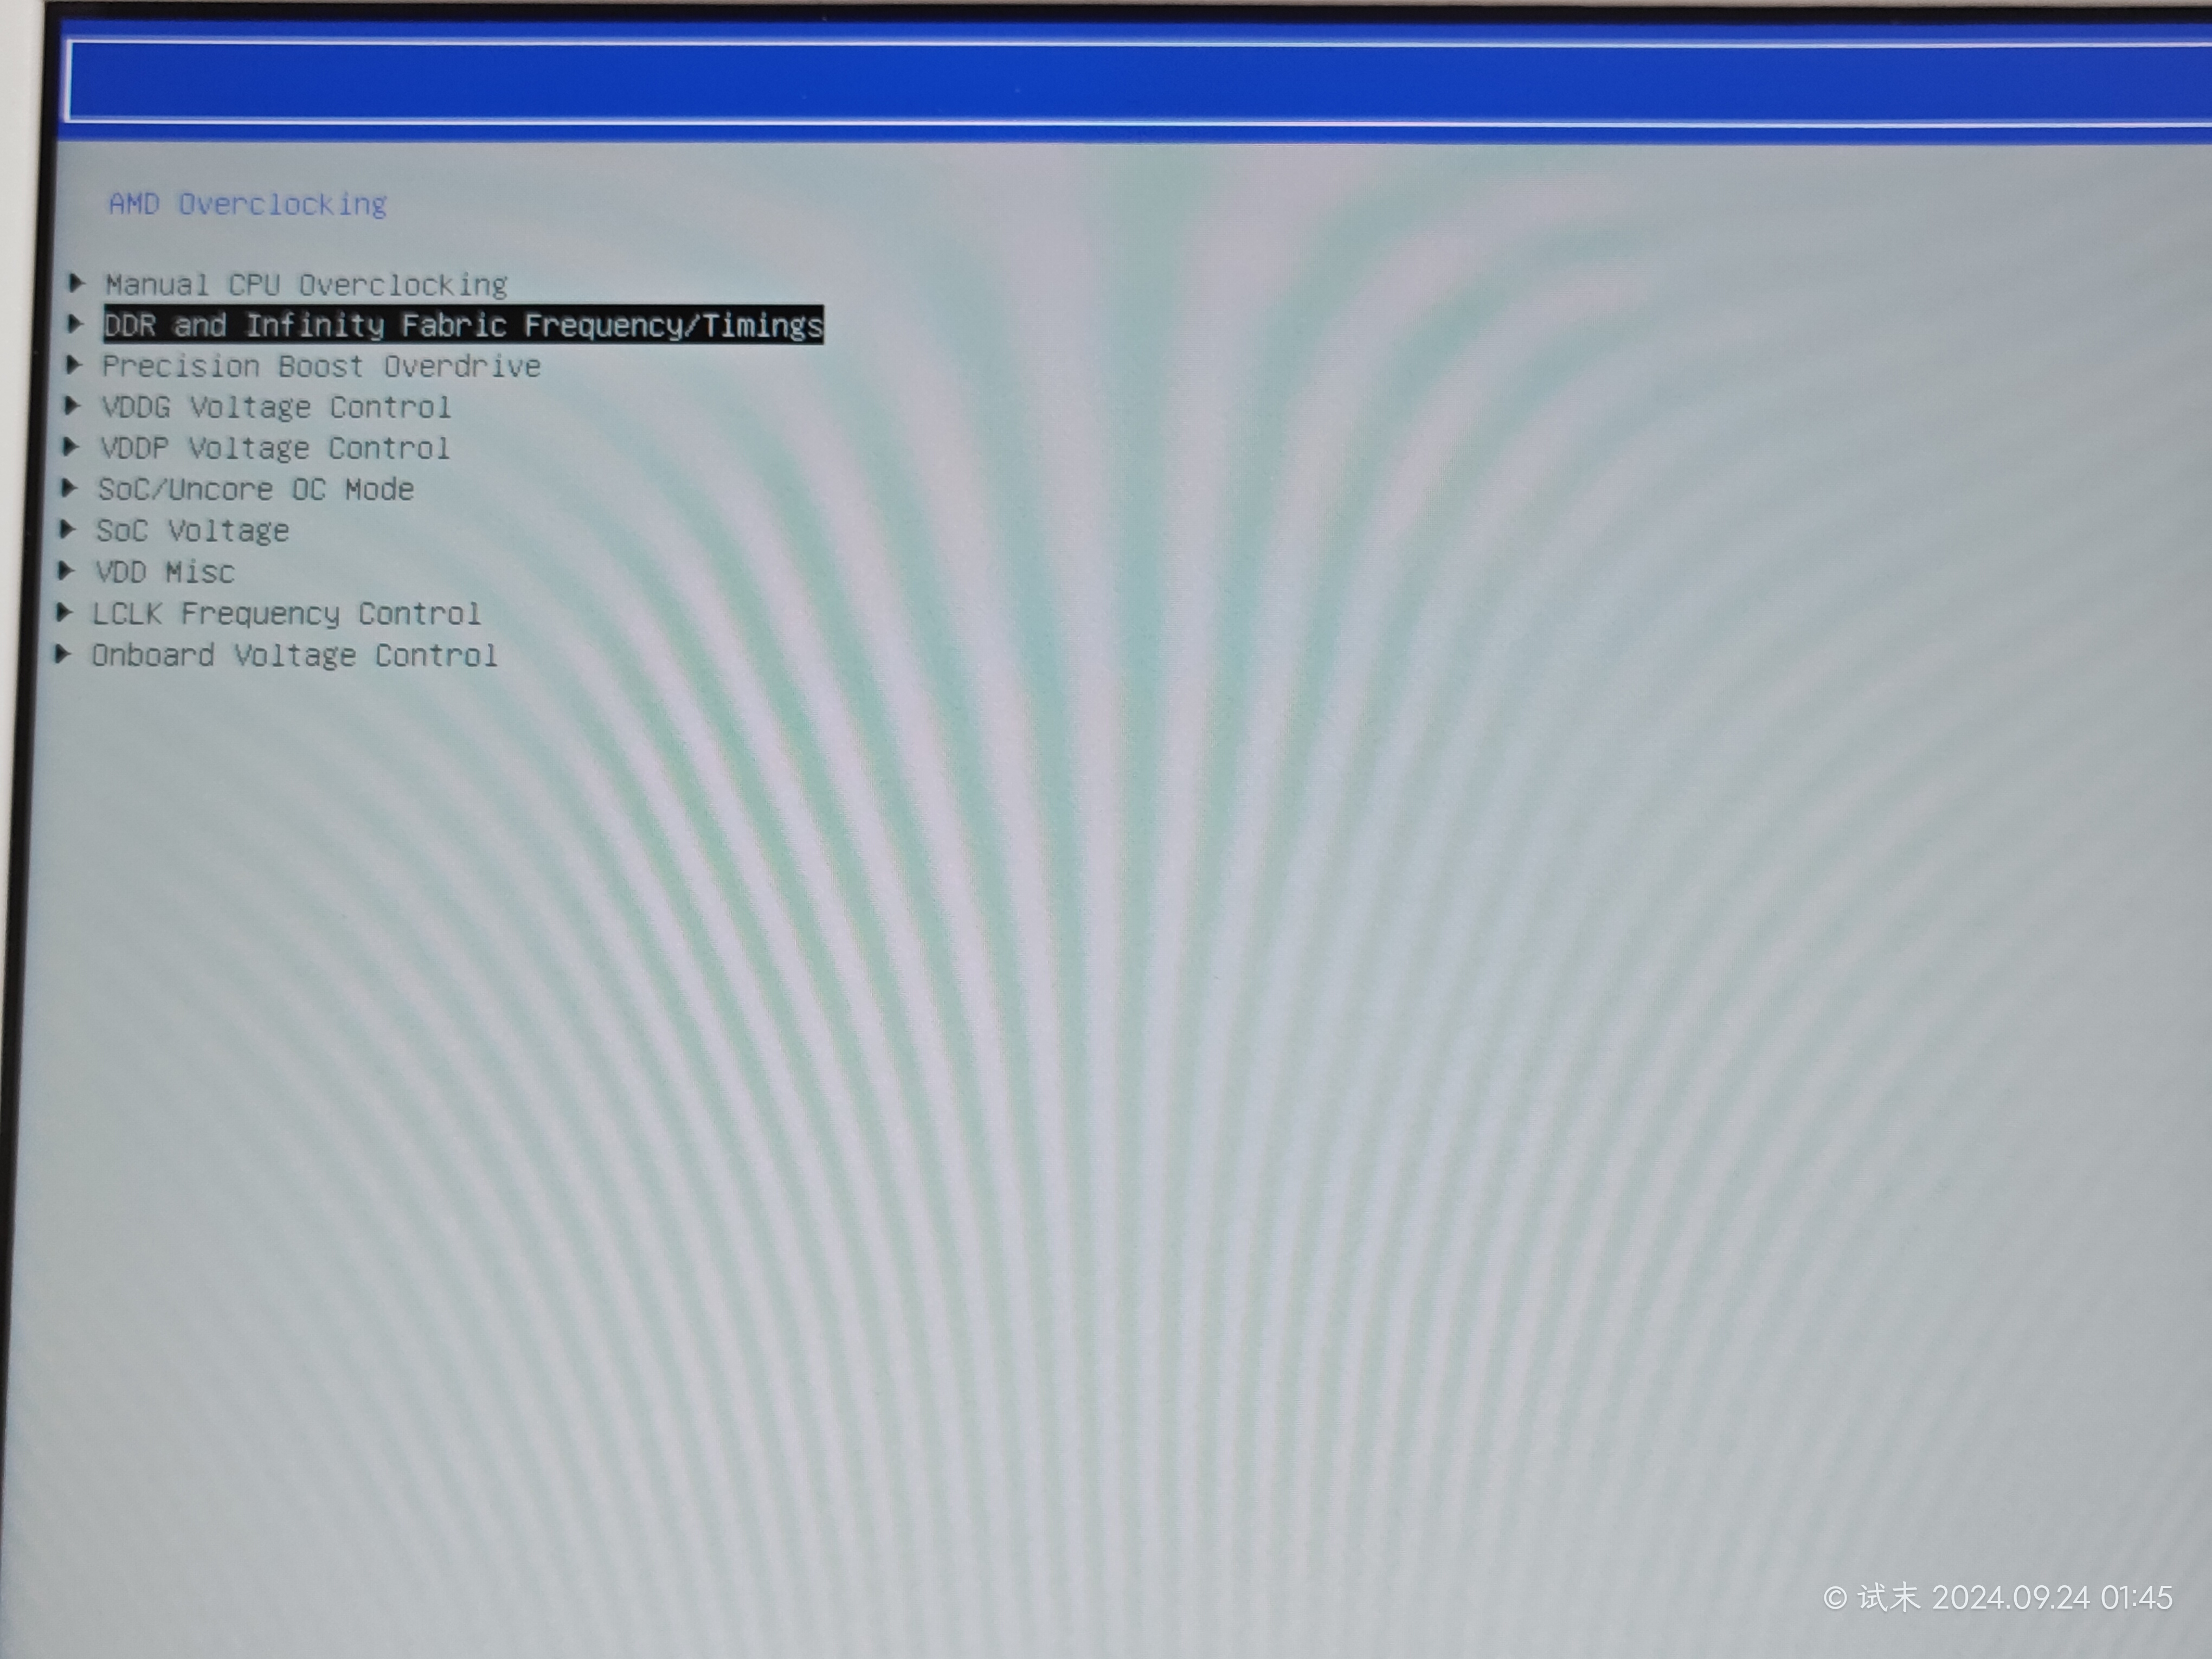 AMD Overclocking
Manual CPU Overclocking
DDR and Infinity Fabric Frequency/Timings
Precision Boost Overdrive
VDDG Voltage Control
VDDP Voltage Control
SoC/Uncore OC Mode
SoC Voltage
VDD Misc
LCLK Frequency Control
Onboard Voltage Control
© 试末 2024.09.24 01:45